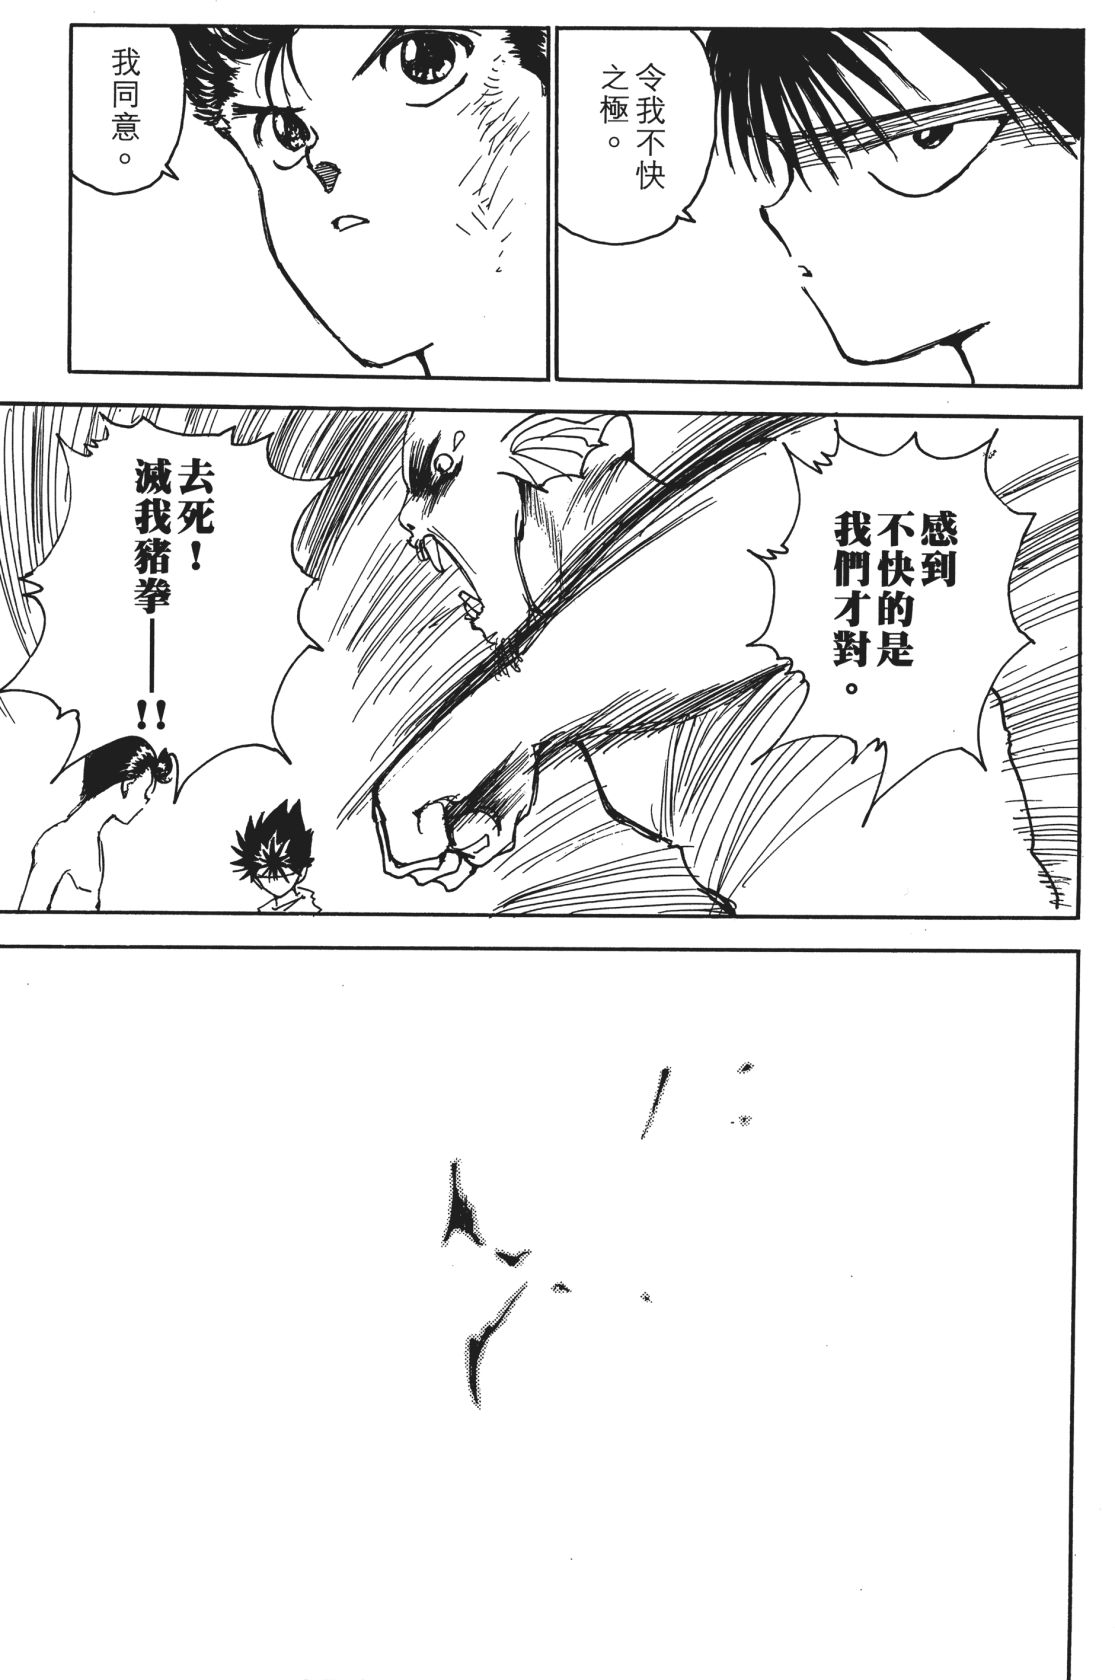 令我不快
之極。
我同意。
感到
不快的是
我們才對。
去死！
滅我豬拳——!!